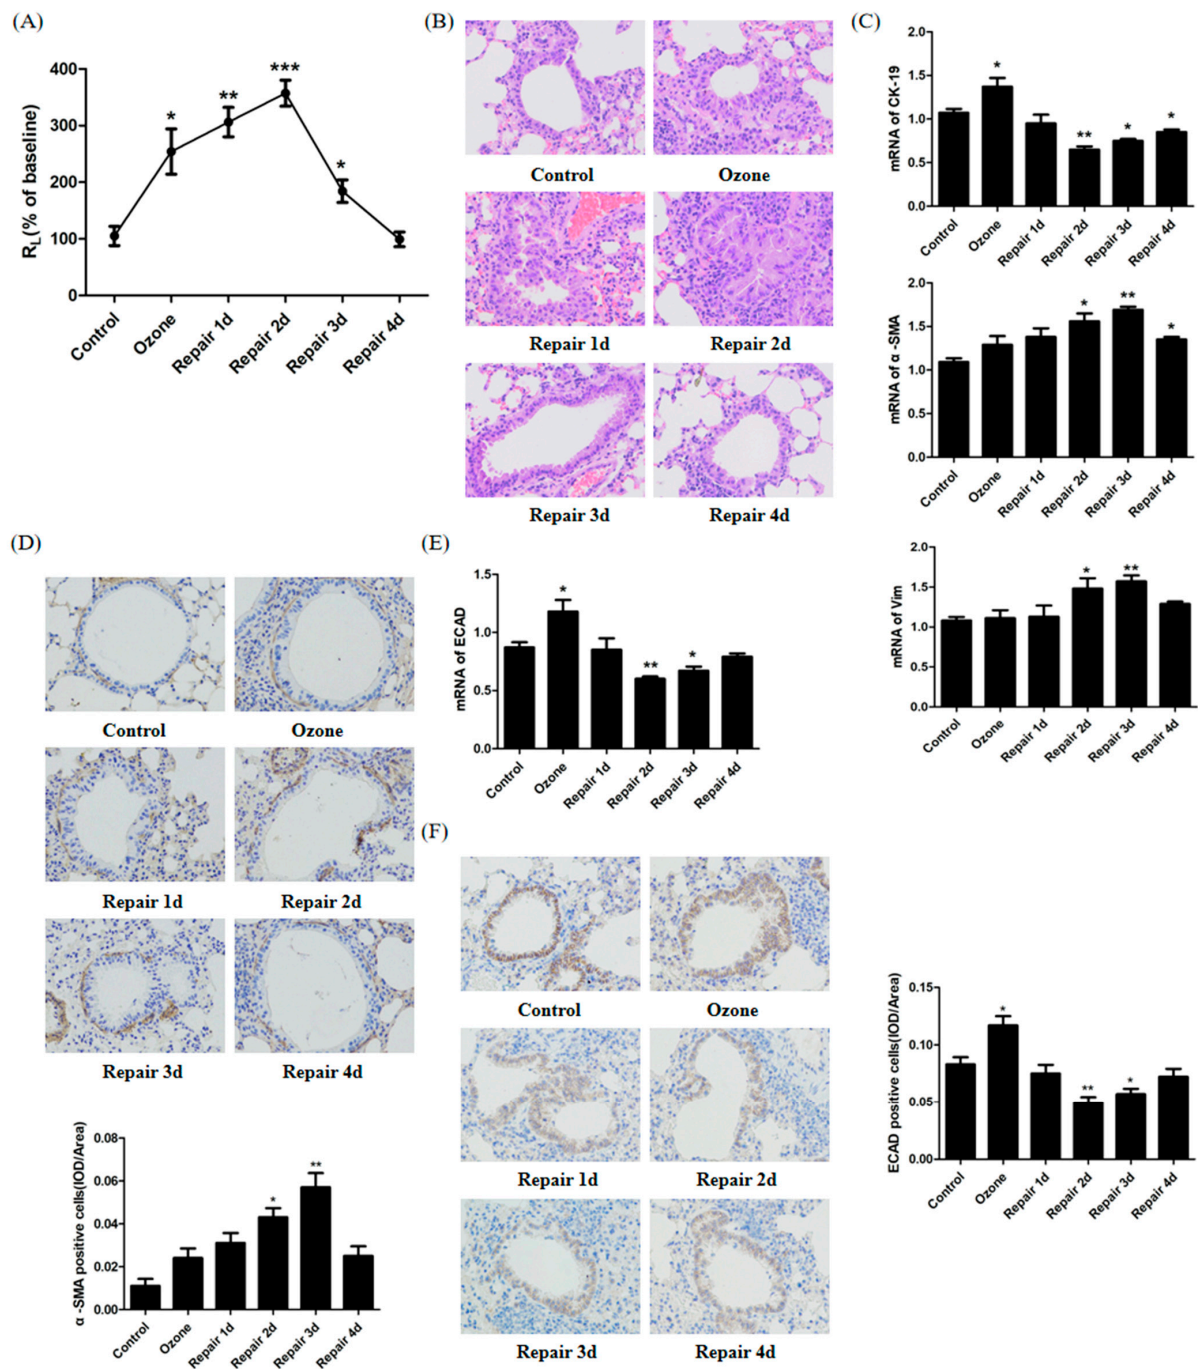 (A)
R_L(% of baseline)
400
300
200
100
0
*
**
***
*
Control
Ozone
Repair 1d
Repair 2d
Repair 3d
Repair 4d
(B)
Control
Ozone
Repair 1d
Repair 2d
Repair 3d
Repair 4d
(C)
mRNA of CK-19
2.0
1.5
1.0
0.5
0.0
*
**
*
*
Control
Ozone
Repair 1d
Repair 2d
Repair 3d
Repair 4d
mRNA of α -SMA
2.0
1.5
1.0
0.5
0.0
*
**
*
Control
Ozone
Repair 1d
Repair 2d
Repair 3d
Repair 4d
mRNA of Vim
2.0
1.5
1.0
0.5
0.0
*
**
Control
Ozone
Repair 1d
Repair 2d
Repair 3d
Repair 4d
(D)
Control
Ozone
Repair 1d
Repair 2d
Repair 3d
Repair 4d
α -SMA positive cells(IOD/Area)
0.08
0.06
0.04
0.02
0.00
*
**
Control
Ozone
Repair 1d
Repair 2d
Repair 3d
Repair 4d
(E)
mRNA of ECAD
1.5
1.0
0.5
0.0
*
**
*
Control
Ozone
Repair 1d
Repair 2d
Repair 3d
Repair 4d
(F)
Control
Ozone
Repair 1d
Repair 2d
Repair 3d
Repair 4d
ECAD positive cells(IOD/Area)
0.15
0.10
0.05
0.00
*
**
*
Control
Ozone
Repair 1d
Repair 2d
Repair 3d
Repair 4d